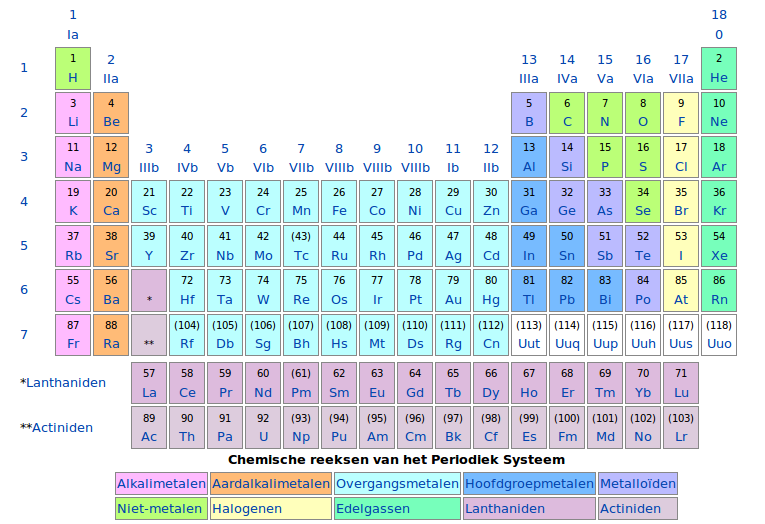 1 18
Ia 0
1 1 2 13 14 15 16 17 2
H IIa IIIa IVa Va VIa VIIa He
2 3 4 5 6 7 8 9 10
Li Be B C N O F Ne
3 11 12 3 4 5 6 7 8 9 10 11 12 13 14 15 16 17 18
Na Mg IIIb IVb Vb VIb VIIb VIIIb VIIIb VIIIb Ib IIb Al Si P S Cl Ar
4 19 20 21 22 23 24 25 26 27 28 29 30 31 32 33 34 35 36
K Ca Sc Ti V Cr Mn Fe Co Ni Cu Zn Ga Ge As Se Br Kr
5 37 38 39 40 41 42 (43) 44 45 46 47 48 49 50 51 52 53 54
Rb Sr Y Zr Nb Mo Tc Ru Rh Pd Ag Cd In Sn Sb Te I Xe
6 55 56 72 73 74 75 76 77 78 79 80 81 82 83 84 85 86
Cs Ba * Hf Ta W Re Os Ir Pt Au Hg Tl Pb Bi Po At Rn
7 87 88 (104) (105) (106) (107) (108) (109) (110) (111) (112) (113) (114) (115) (116) (117) (118)
Fr Ra ** Rf Db Sg Bh Hs Mt Ds Rg Cn Uut Uuq Uup Uuh Uus Uuo
*Lanthaniden 57 58 59 60 (61) 62 63 64 65 66 67 68 69 70 71
La Ce Pr Nd Pm Sm Eu Gd Tb Dy Ho Er Tm Yb Lu
**Actiniden 89 90 91 92 (93) (94) (95) (96) (97) (98) (99) (100) (101) (102) (103)
Ac Th Pa U Np Pu Am Cm Bk Cf Es Fm Md No Lr
Chemische reeksen van het Periodiek Systeem
Alkalimetalen Aardalkalimetalen Overgangsmetalen Hoofdgroepmetalen Metalloïden
Niet-metalen Halogenen Edelgassen Lanthaniden Actiniden